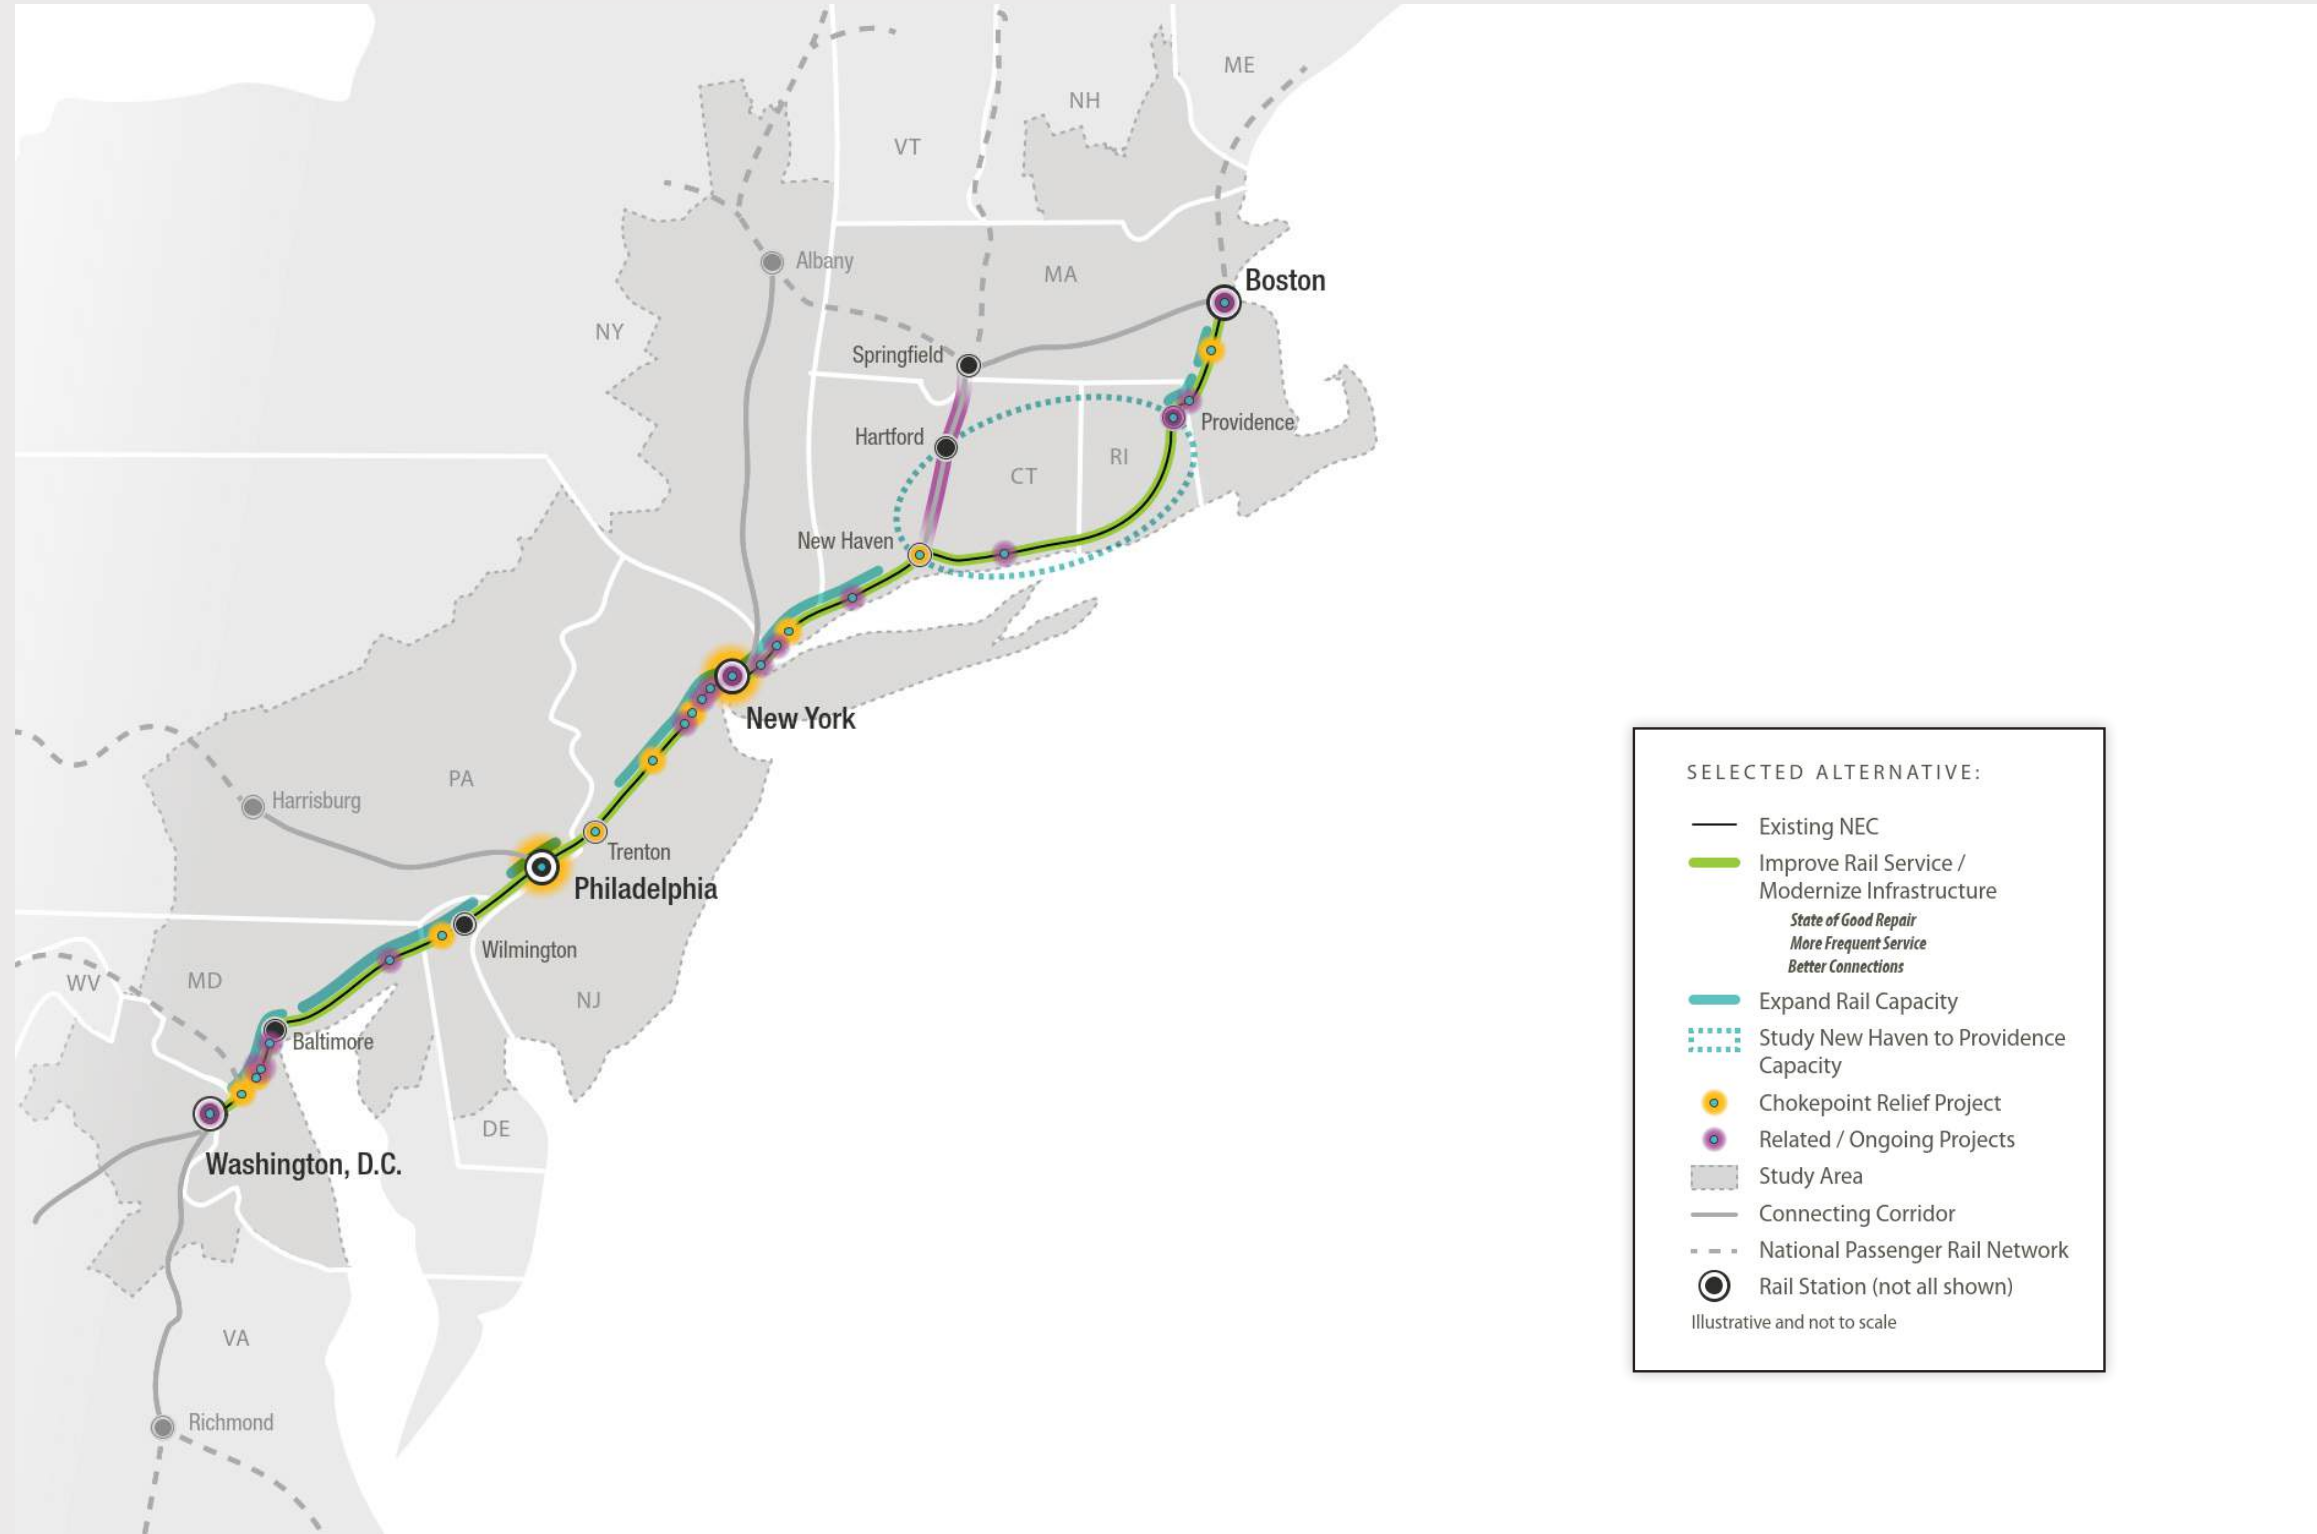 ME
NH
VT
Albany
MA
Boston
NY
Springfield
Providence
Hartford
RI
CT
New Haven
New York
PA
Harrisburg
Trenton
Philadelphia
Wilmington
WV
MD
NJ
Baltimore
DE
Washington, D.C.
VA
Richmond
SELECTED ALTERNATIVE:
Existing NEC
Improve Rail Service /
Modernize Infrastructure
State of Good Repair
More Frequent Service
Better Connections
Expand Rail Capacity
Study New Haven to Providence
Capacity
Chokepoint Relief Project
Related / Ongoing Projects
Study Area
Connecting Corridor
National Passenger Rail Network
Rail Station (not all shown)
Illustrative and not to scale